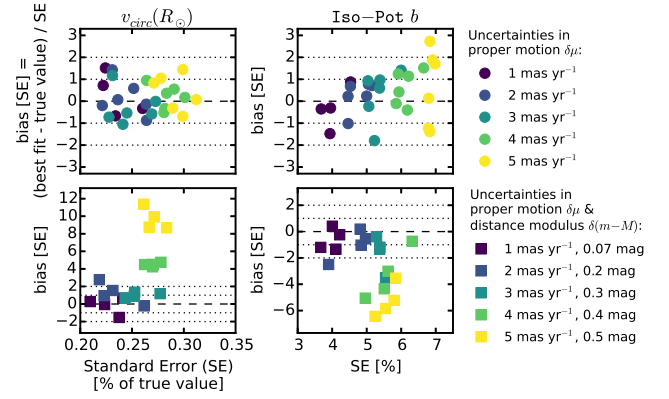 v_circ(R_⊙)
Iso−Pot b
bias [SE] =
(best fit - true value) / SE
3
2
1
0
−1
−2
−3
bias [SE]
3
2
1
0
−1
−2
−3
Uncertainties in
proper motion δμ:
1 mas yr⁻¹
2 mas yr⁻¹
3 mas yr⁻¹
4 mas yr⁻¹
5 mas yr⁻¹
bias [SE]
12
10
8
6
4
2
0
−2
0.20
0.25
0.30
0.35
Standard Error (SE)
[% of true value]
bias [SE]
2
0
−2
−4
−6
3
4
5
6
7
SE [%]
Uncertainties in
proper motion δμ &
distance modulus δ(m−M):
1 mas yr⁻¹, 0.07 mag
2 mas yr⁻¹, 0.2 mag
3 mas yr⁻¹, 0.3 mag
4 mas yr⁻¹, 0.4 mag
5 mas yr⁻¹, 0.5 mag